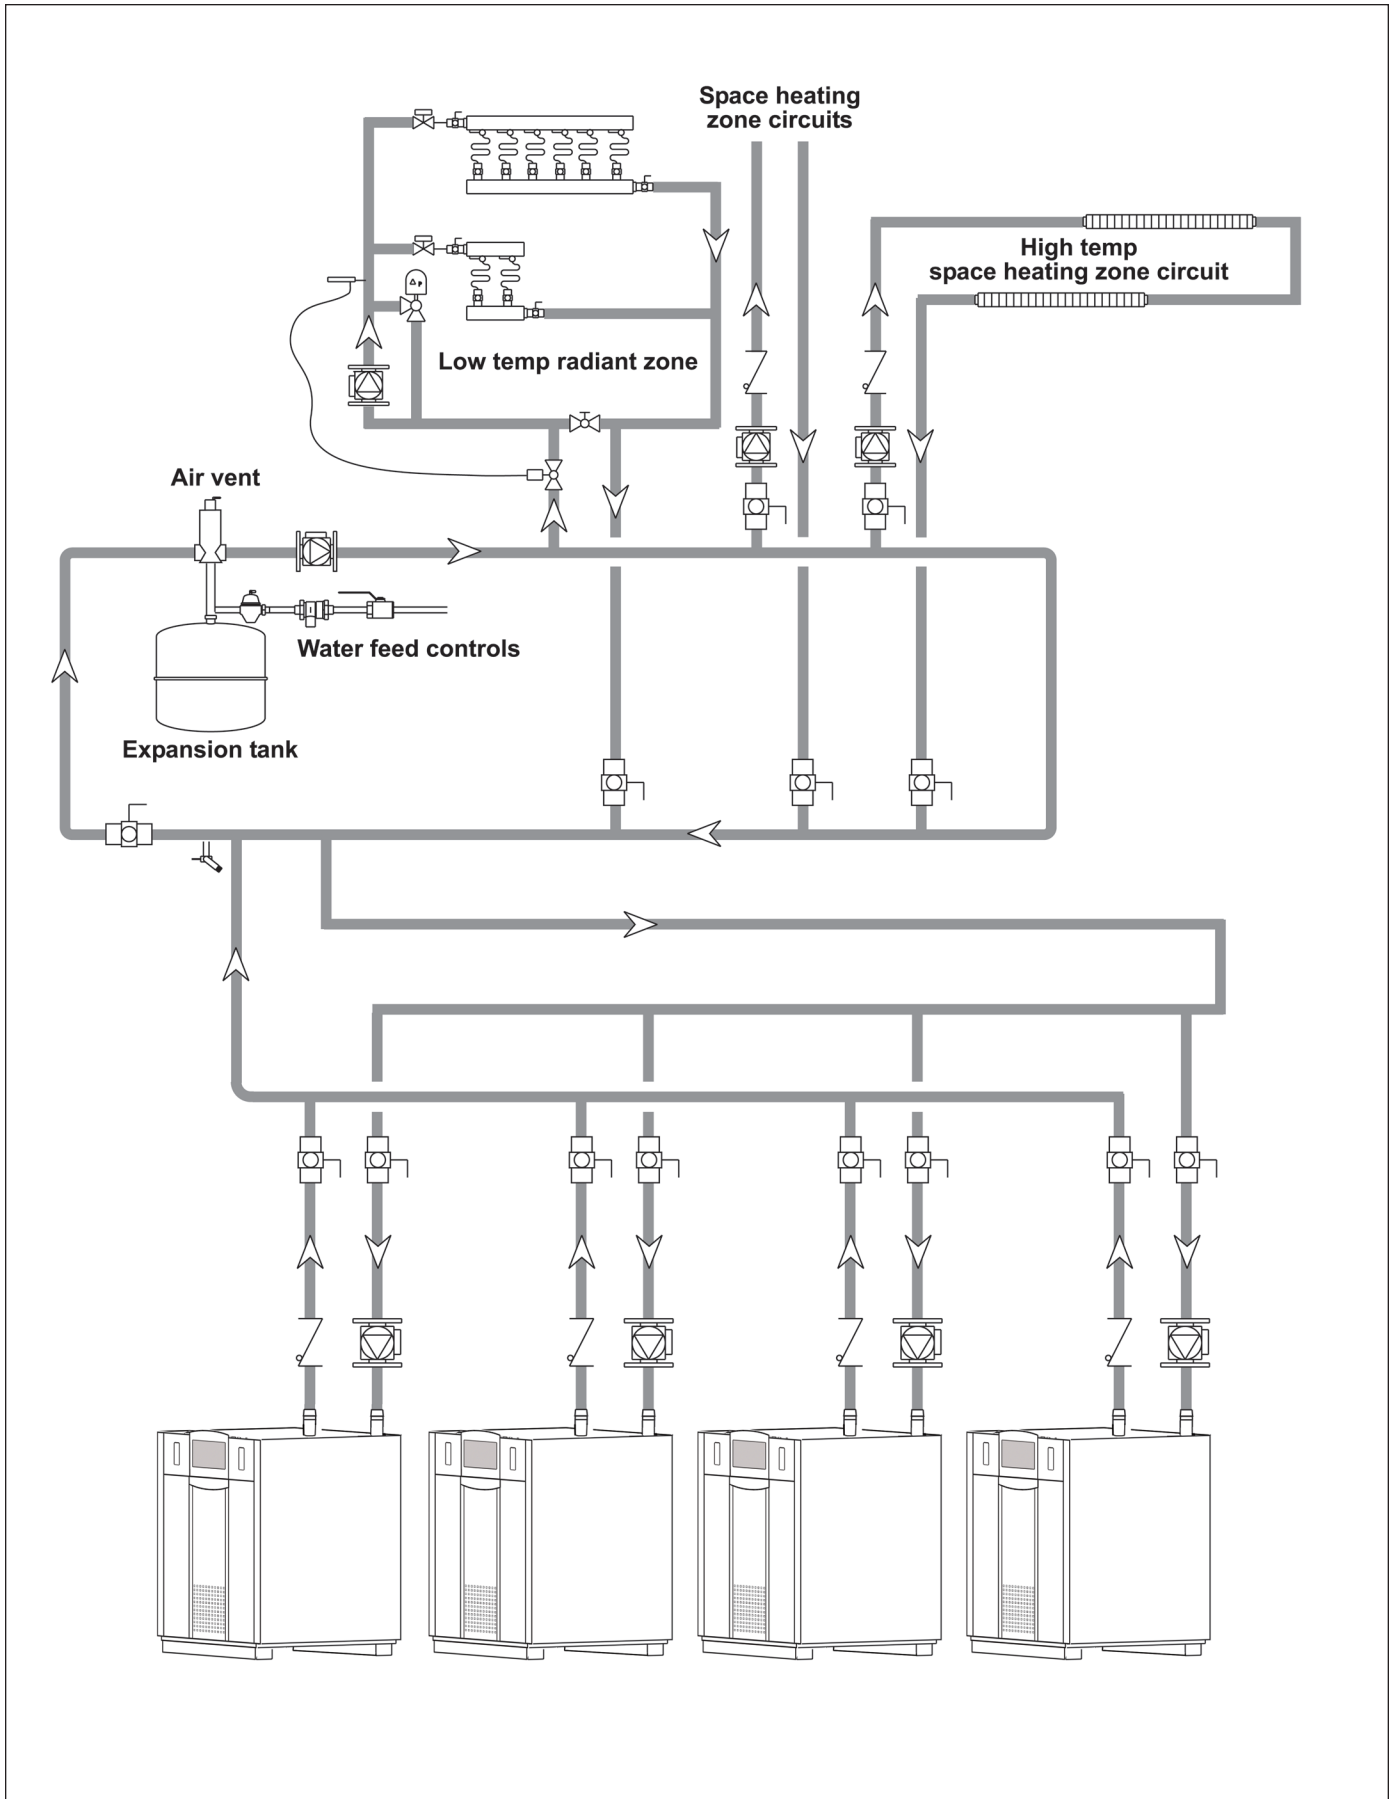 Space heating
zone circuits
High temp
space heating zone circuit
Δ P
Low temp radiant zone
Air vent
Water feed controls
Expansion tank